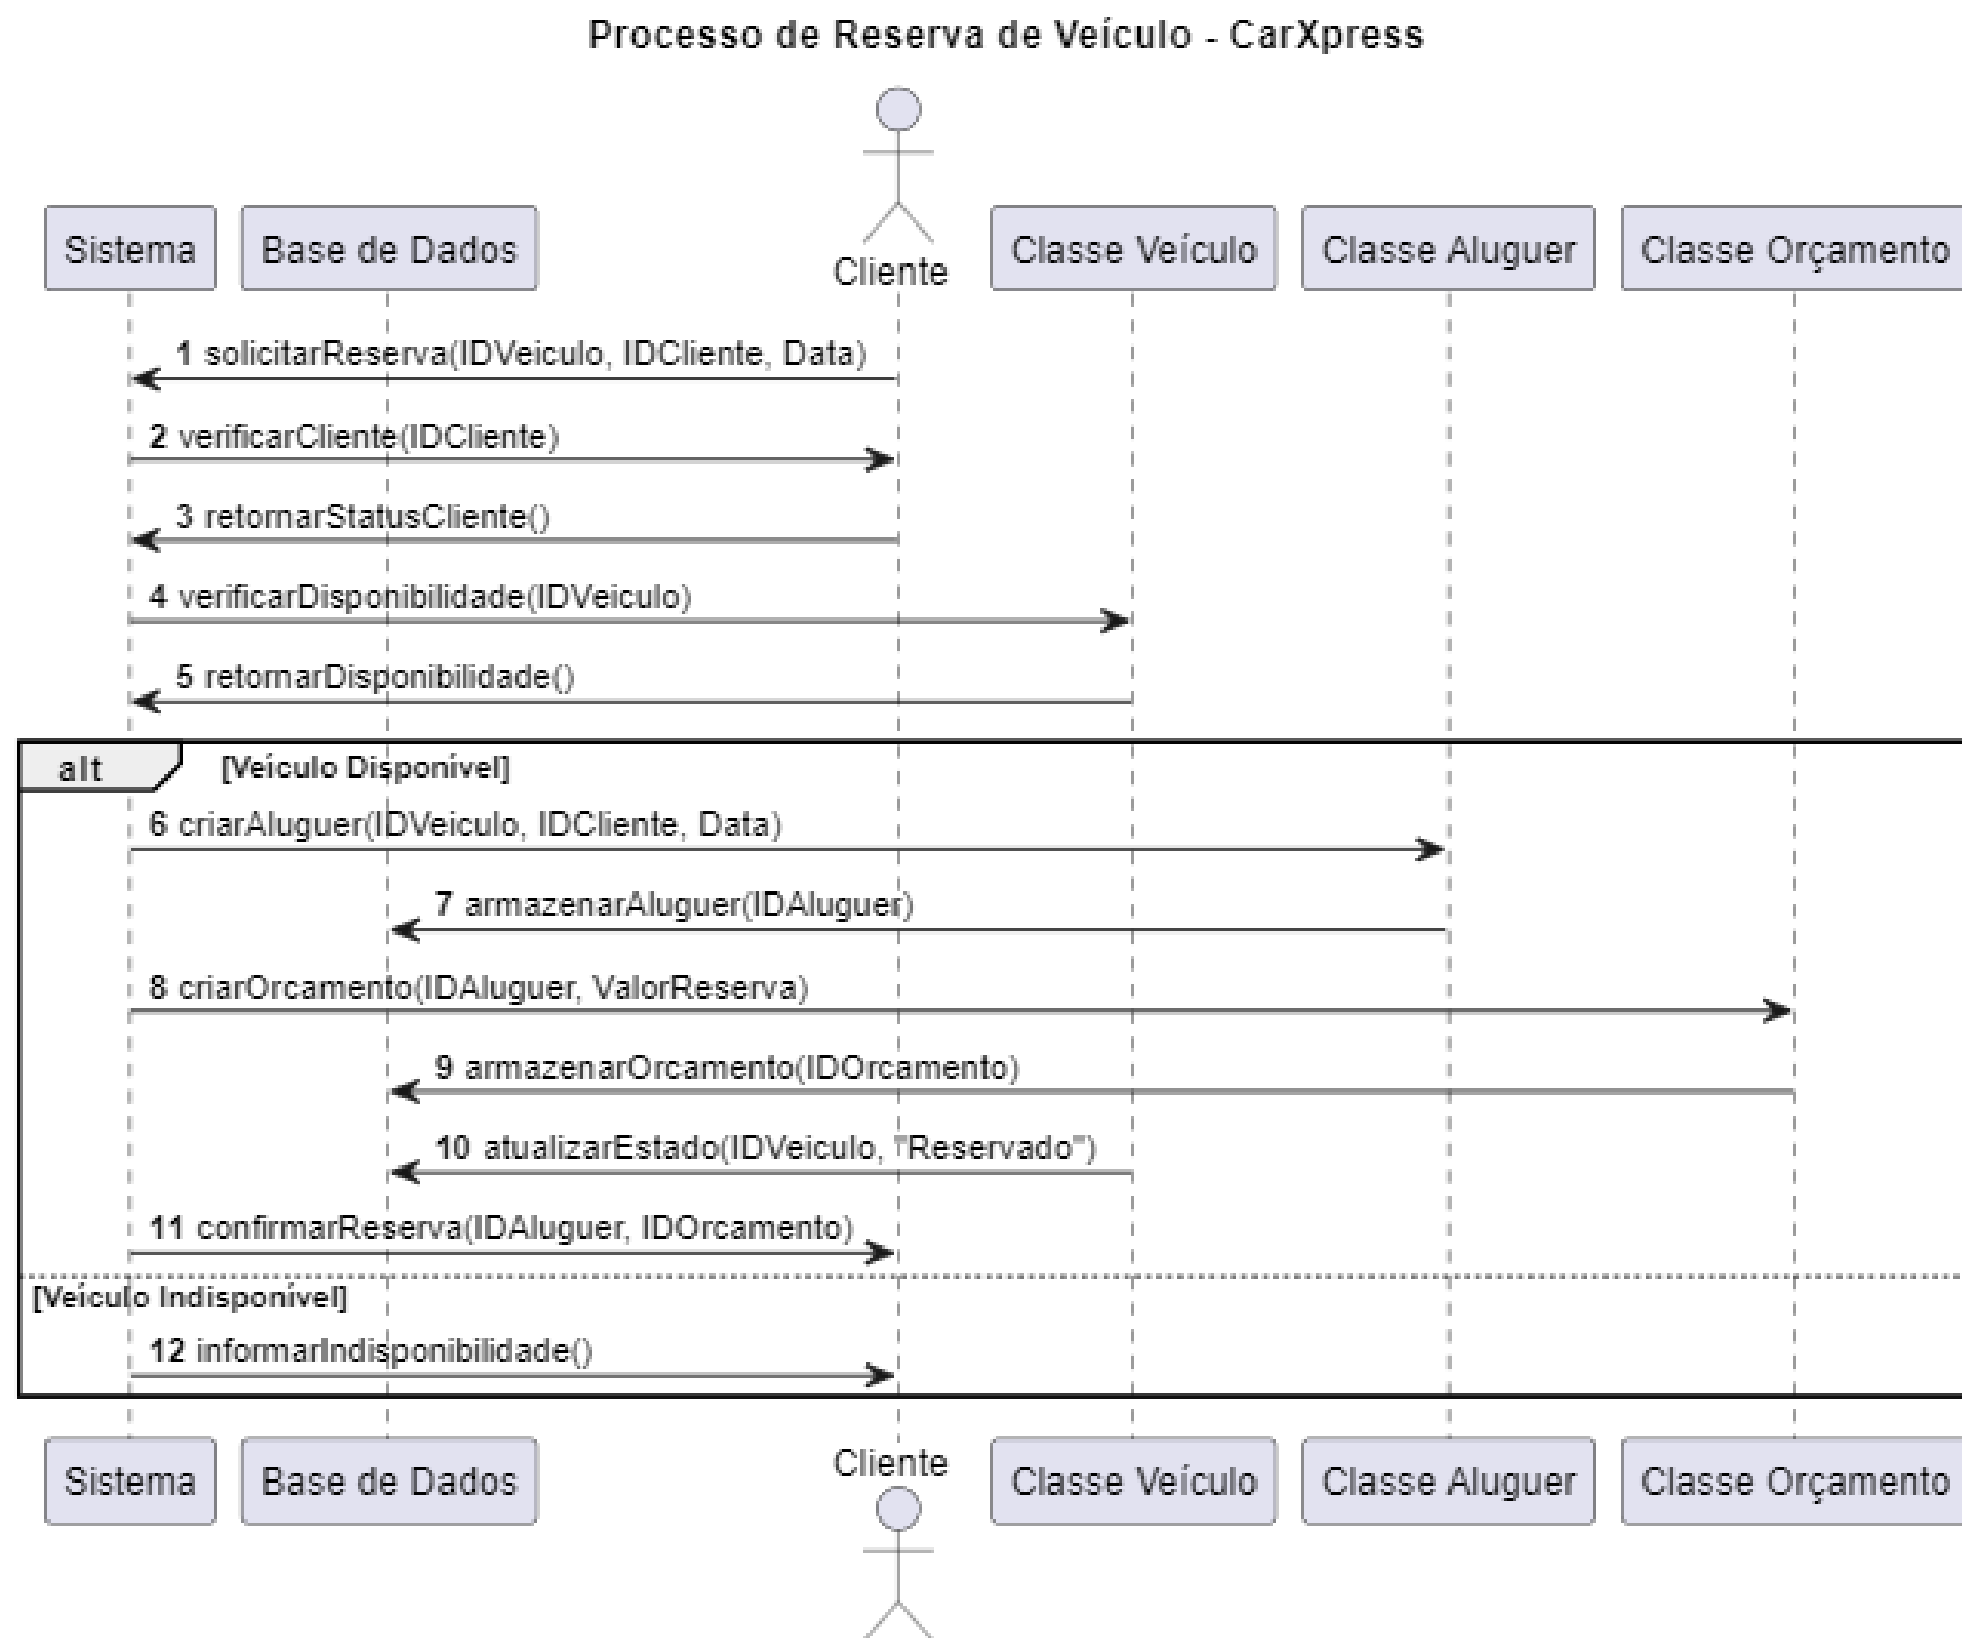 Processo de Reserva de Veículo - CarXpress
Sistema
Base de Dados
Cliente
Classe Veículo
Classe Aluguer
Classe Orçamento
1 solicitarReserva(IDVeiculo, IDCliente, Data)
2 verificarCliente(IDCliente)
3 retornarStatusCliente()
4 verificarDisponibilidade(IDVeiculo)
5 retornarDisponibilidade()
alt [Veículo Disponível]
6 criarAluguer(IDVeiculo, IDCliente, Data)
7 armazenarAluguer(IDAluguer)
8 criarOrcamento(IDAluguer, ValorReserva)
9 armazenarOrcamento(IDOrcamento)
10 atualizarEstado(IDVeiculo, "Reservado")
11 confirmarReserva(IDAluguer, IDOrcamento)
[Veículo Indisponível]
12 informarIndisponibilidade()
Sistema
Base de Dados
Cliente
Classe Veículo
Classe Aluguer
Classe Orçamento